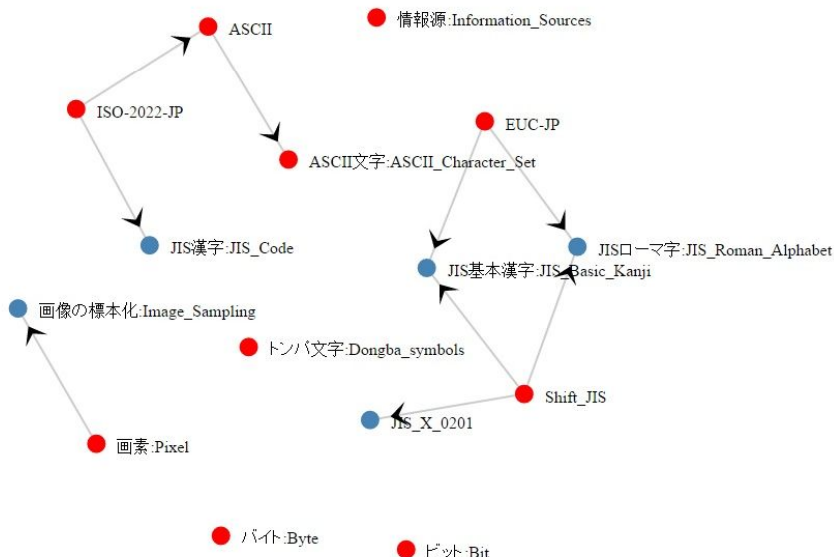 情報源:Information_Sources
ASCII
ISO-2022-JP
EUC-JP
ASCII文字:ASCII_Character_Set
JIS漢字:JIS_Code
JISローマ字:JIS_Roman_Alphabet
JIS基本漢字:JIS_Basic_Kanji
画像の標本化:Image_Sampling
トンパ文字:Dongba_symbols
Shift_JIS
JIS_X_0201
画素:Pixel
バイト:Byte
ビット:Bit